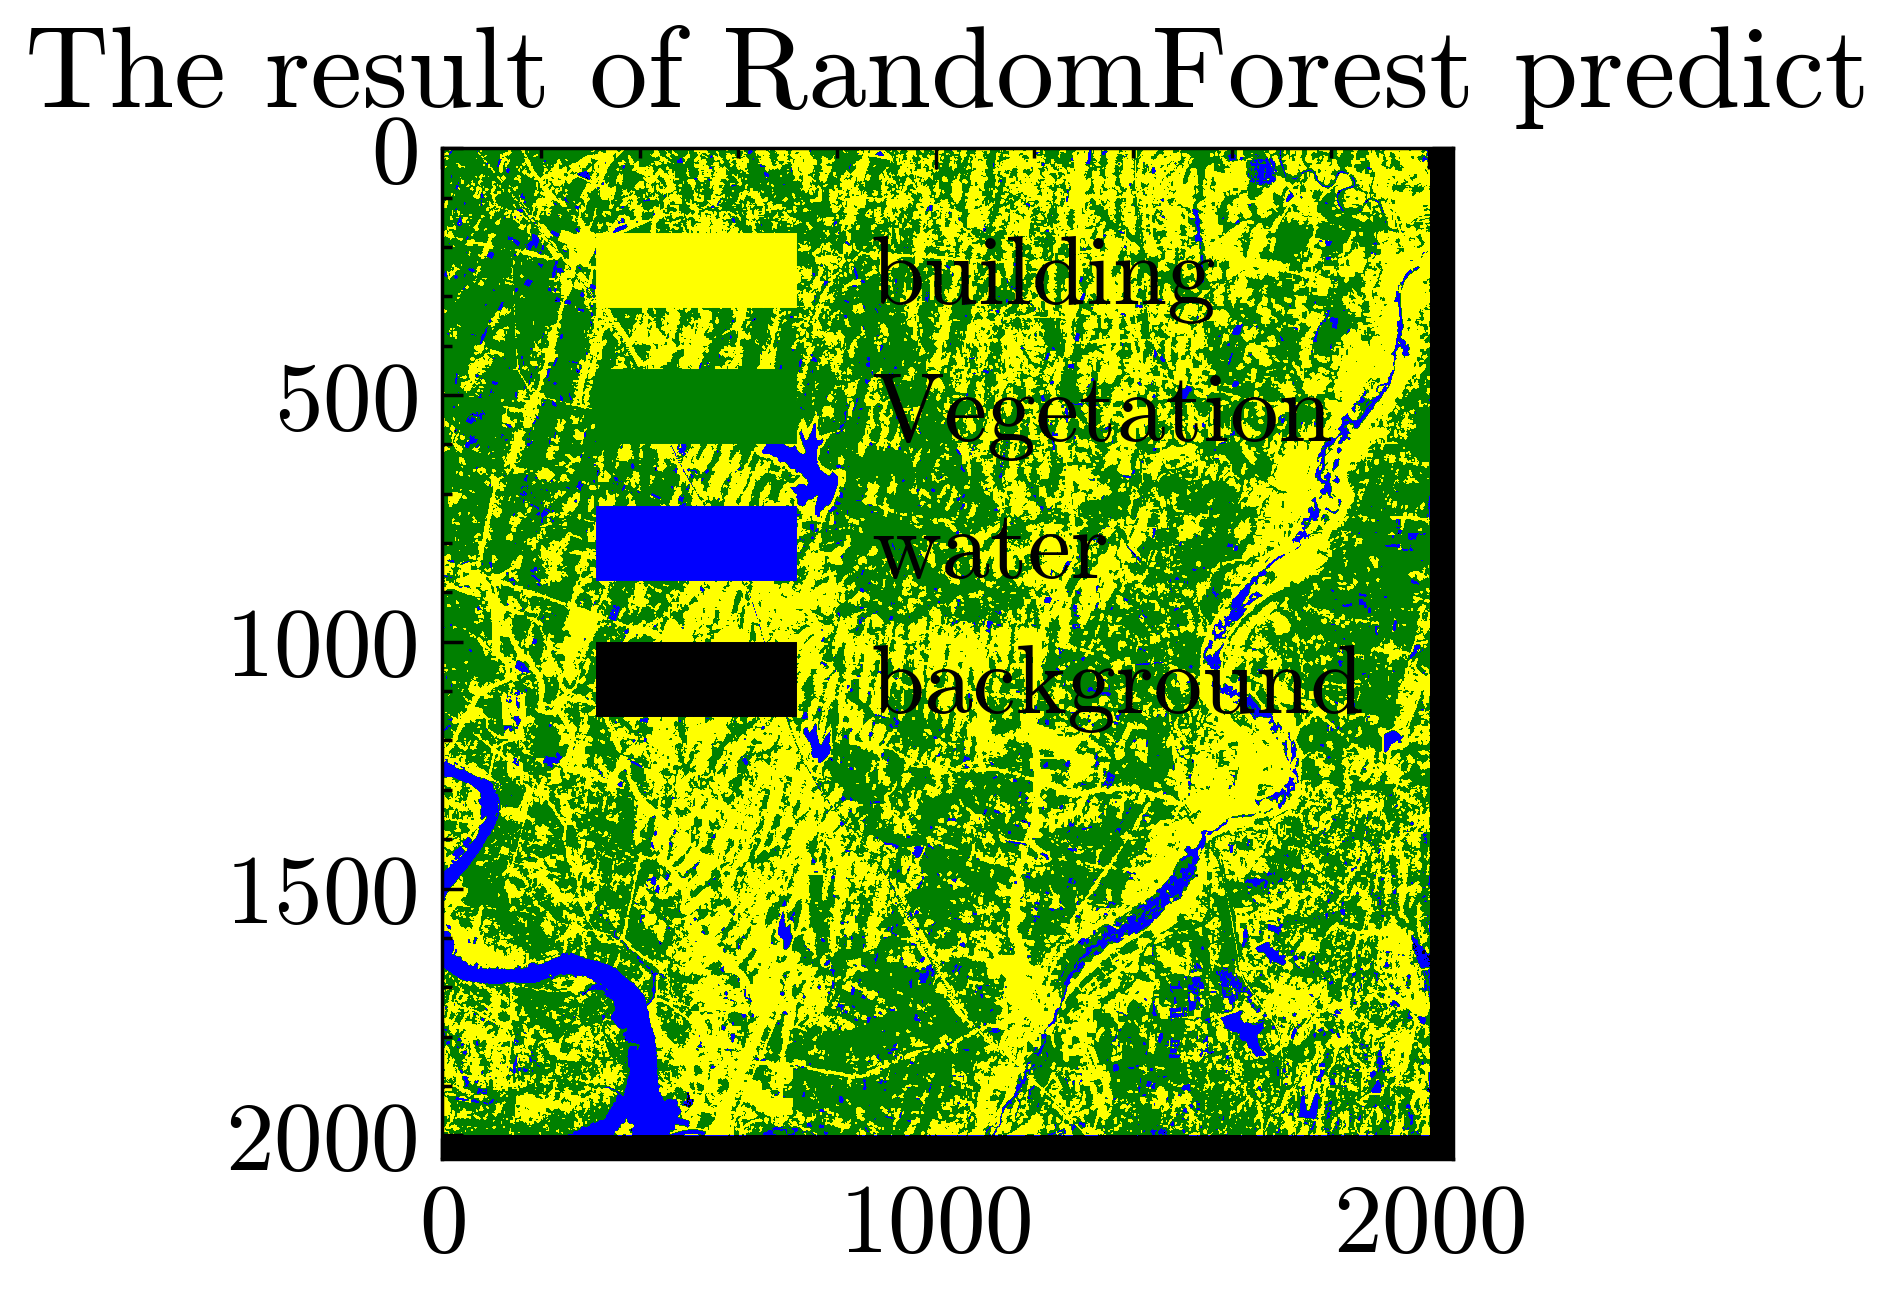 The result of RandomForest predict
0
building
500
Vegetation
water
1000
background
1500
2000
0 1000 2000